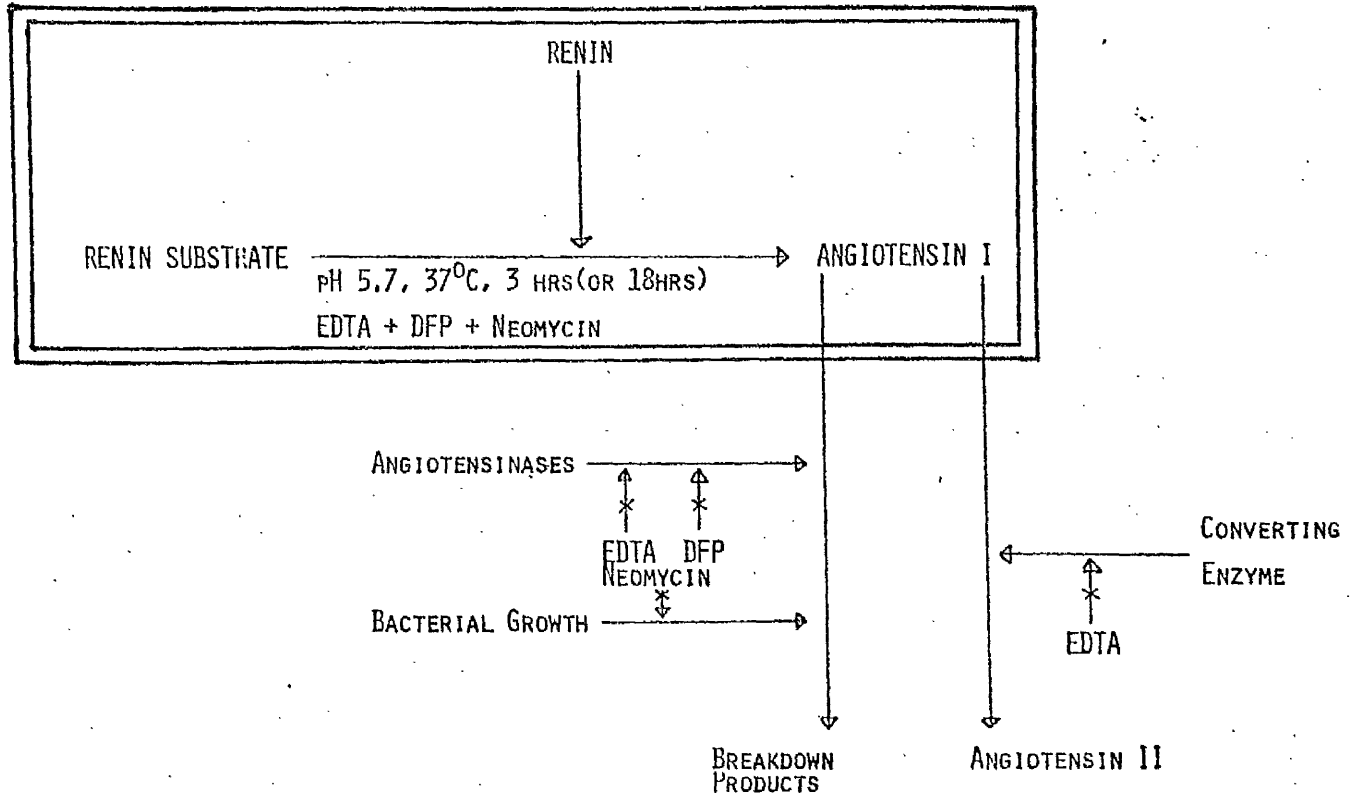 RENIN
RENIN SUBSTRATE
ANGIOTENSIN I
pH 5.7, 37⁰C, 3 HRS(OR 18HRS)
EDTA + DFP + NEOMYCIN
ANGIOTENSINASES
EDTA DFP
NEOMYCIN
BACTERIAL GROWTH
CONVERTING
ENZYME
EDTA
BREAKDOWN
PRODUCTS
ANGIOTENSIN II